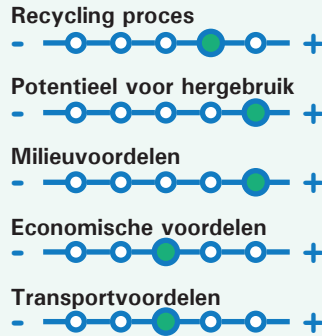 Recycling proces
- +
Potentieel voor hergebruik
- +
Milieuvoordelen
- +
Economische voordelen
- +
Transportvoordelen
- +